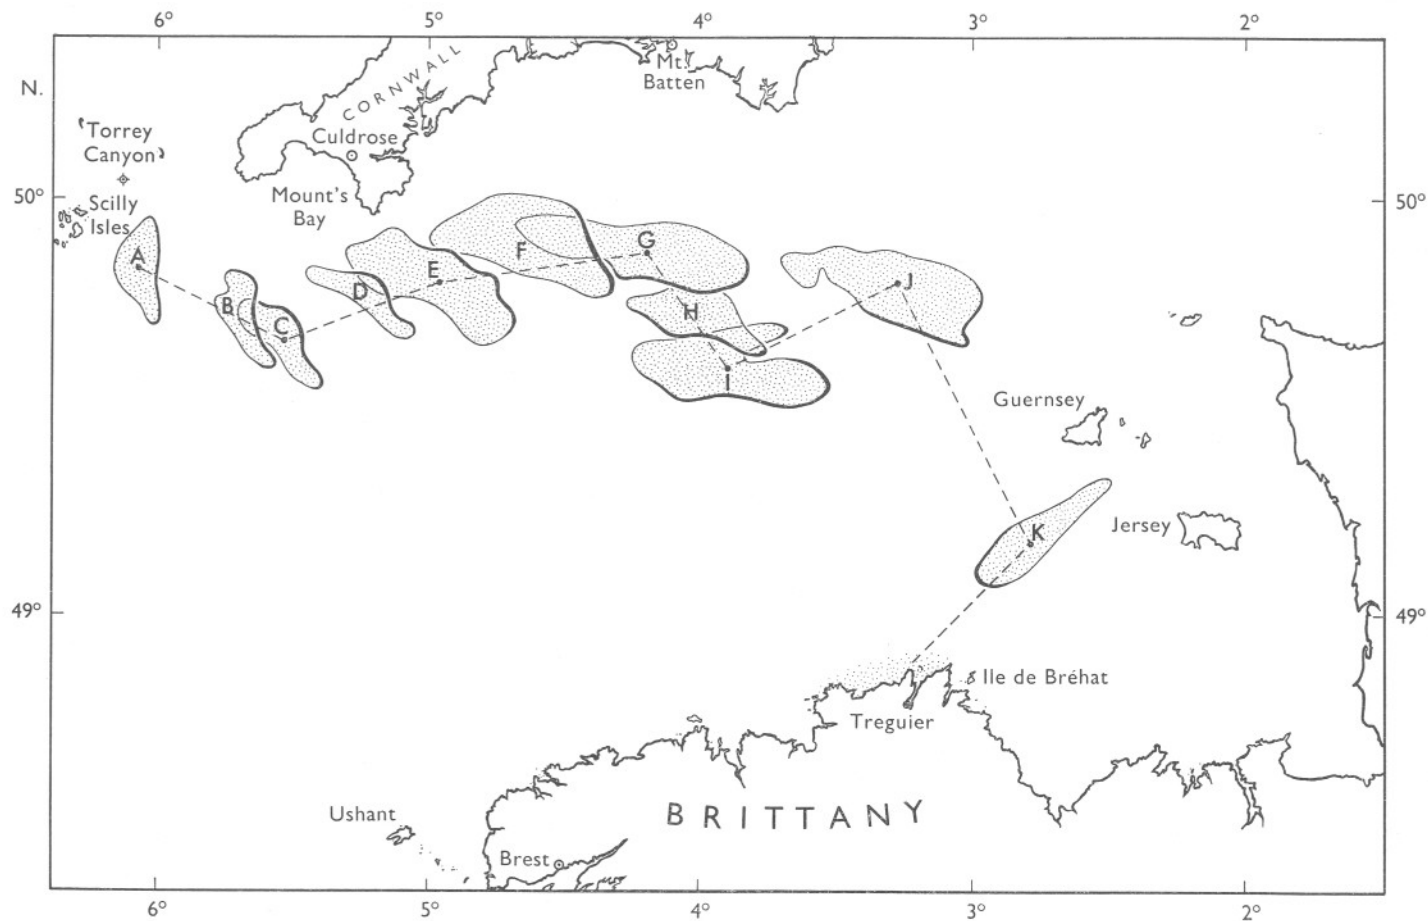 6° 5° 4° 3° 2°
N.
CORNWALL
Mt.
Batten
Torrey
Canyon
Culdrose
50° 50°
Scilly
Isles
Mount's
Bay
A
B
C
D
E
F
G
H
I
J
Guernsey
K
Jersey
49° 49°
Ile de Bréhat
Treguier
Ushant
BRITTANY
Brest
6° 5° 4° 3° 2°